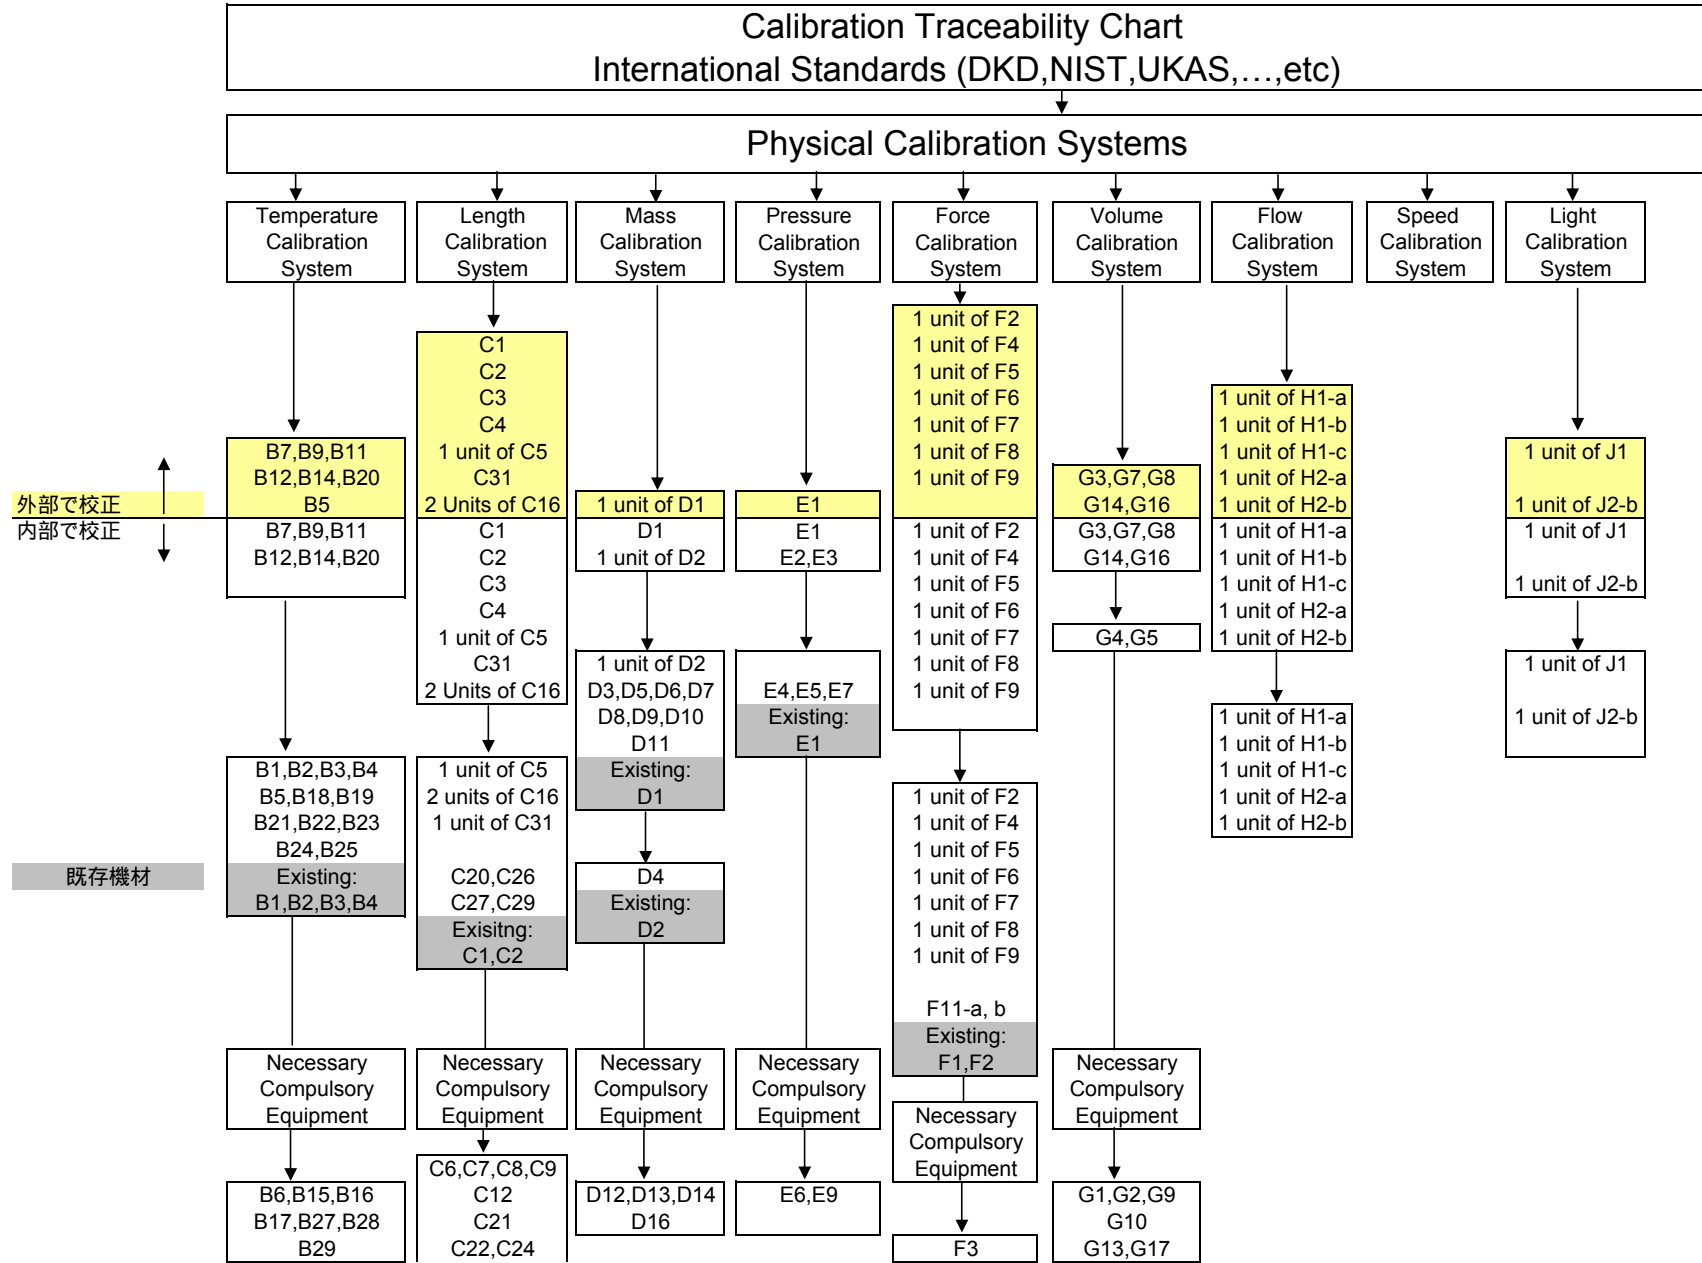 Calibration Traceability Chart
International Standards (DKD,NIST,UKAS,…,etc)
Physical Calibration Systems
Temperature
Calibration
System
Length
Calibration
System
Mass
Calibration
System
Pressure
Calibration
System
Force
Calibration
System
Volume
Calibration
System
Flow
Calibration
System
Speed
Calibration
System
Light
Calibration
System
外部で校正
内部で校正
既存機材
B7,B9,B11
B12,B14,B20
B5
B7,B9,B11
B12,B14,B20
B1,B2,B3,B4
B5,B18,B19
B21,B22,B23
B24,B25
Existing:
B1,B2,B3,B4
Necessary
Compulsory
Equipment
B6,B15,B16
B17,B27,B28
B29
C1
C2
C3
C4
1 unit of C5
C31
2 Units of C16
C1
C2
C3
C4
1 unit of C5
C31
2 Units of C16
1 unit of C5
2 units of C16
1 unit of C31
C20,C26
C27,C29
Exisitng:
C1,C2
Necessary
Compulsory
Equipment
C6,C7,C8,C9
C12
C21
C22,C24
1 unit of D1
D1
1 unit of D2
1 unit of D2
D3,D5,D6,D7
D8,D9,D10
D11
Existing:
D1
D4
Existing:
D2
Necessary
Compulsory
Equipment
D12,D13,D14
D16
E1
E1
E2,E3
E4,E5,E7
Existing:
E1
Necessary
Compulsory
Equipment
E6,E9
1 unit of F2
1 unit of F4
1 unit of F5
1 unit of F6
1 unit of F7
1 unit of F8
1 unit of F9
1 unit of F2
1 unit of F4
1 unit of F5
1 unit of F6
1 unit of F7
1 unit of F8
1 unit of F9
1 unit of F2
1 unit of F4
1 unit of F5
1 unit of F6
1 unit of F7
1 unit of F8
1 unit of F9
F11-a, b
Existing:
F1,F2
Necessary
Compulsory
Equipment
F3
G3,G7,G8
G14,G16
G3,G7,G8
G14,G16
G4,G5
Necessary
Compulsory
Equipment
G1,G2,G9
G10
G13,G17
1 unit of H1-a
1 unit of H1-b
1 unit of H1-c
1 unit of H2-a
1 unit of H2-b
1 unit of H1-a
1 unit of H1-b
1 unit of H1-c
1 unit of H2-a
1 unit of H2-b
1 unit of H1-a
1 unit of H1-b
1 unit of H1-c
1 unit of H2-a
1 unit of H2-b
1 unit of J1
1 unit of J2-b
1 unit of J1
1 unit of J2-b
1 unit of J1
1 unit of J2-b